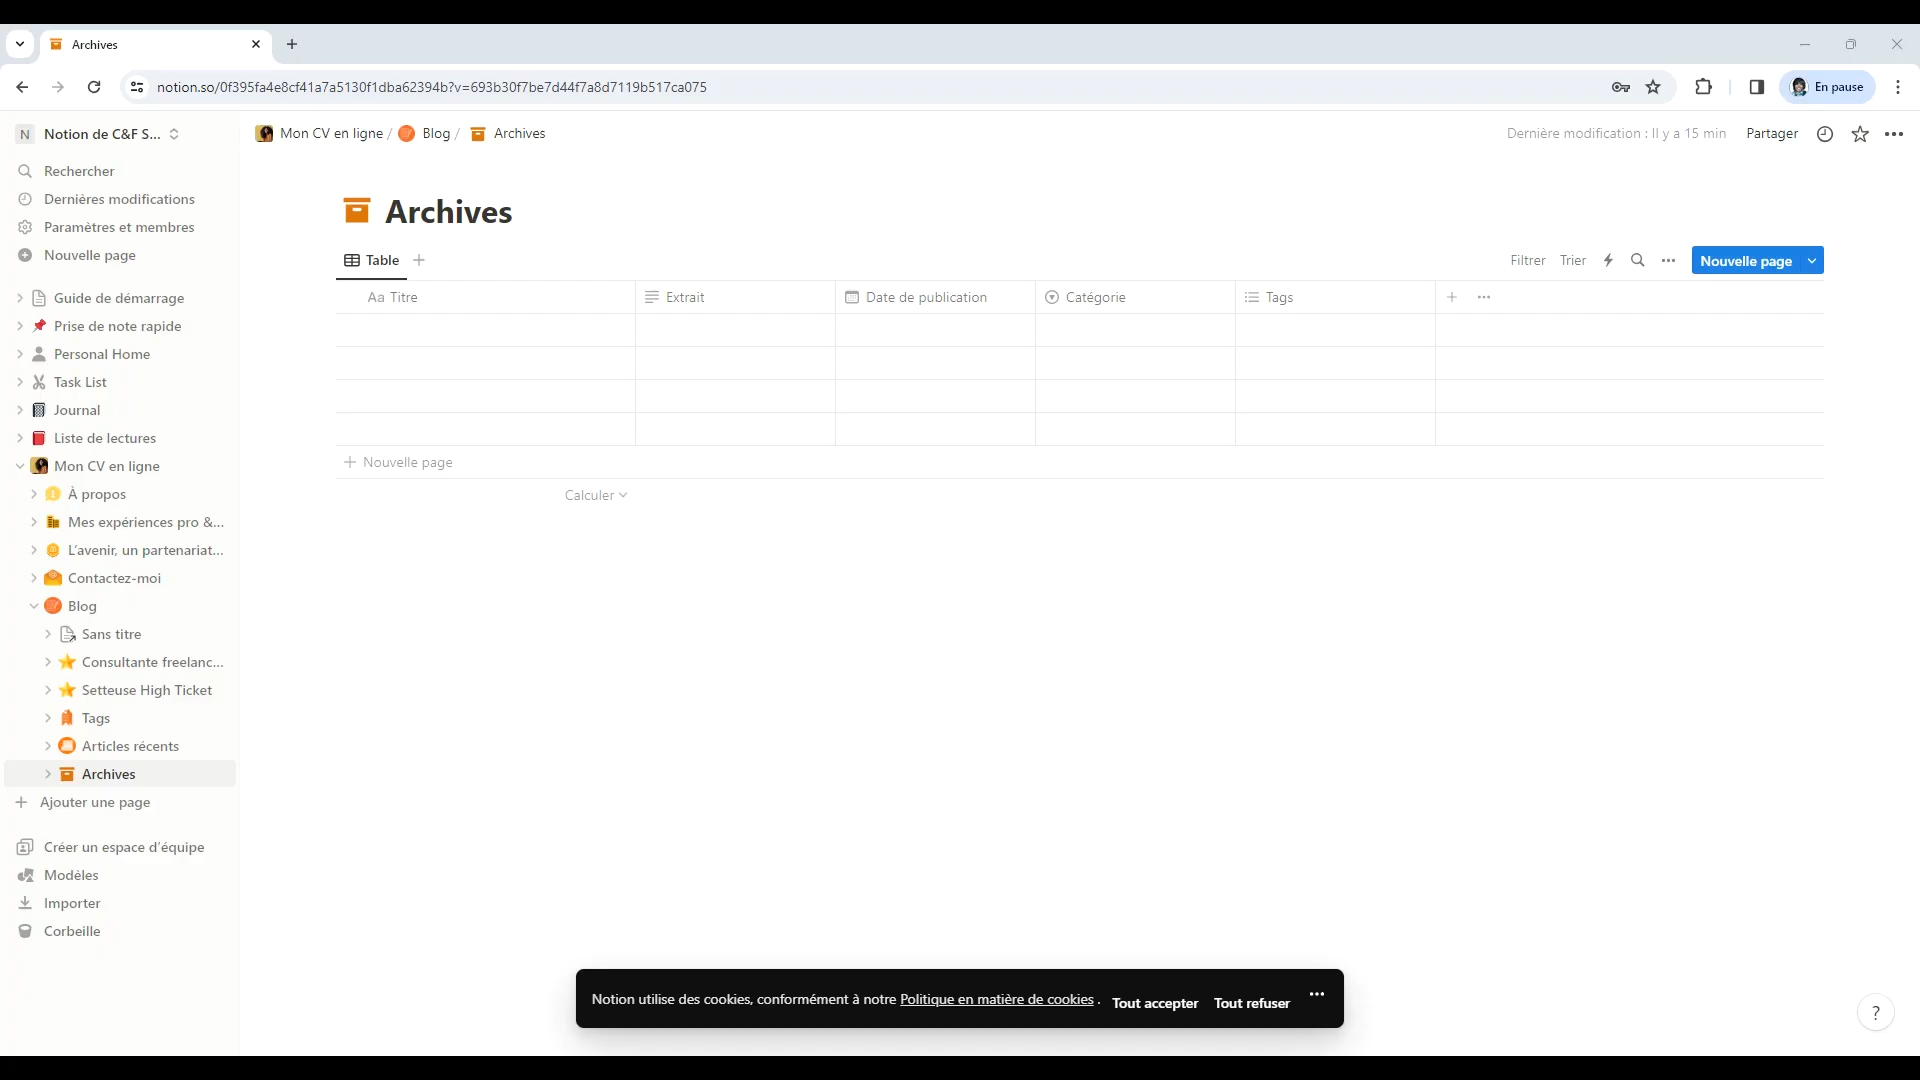 Archives
notion.so/0f395fa4e8cf41a7a5130f1dba62394b?v=693b30f7be7d44f7a8d7119b517ca075
En pause
N Notion de C&F S...
Mon CV en ligne / Blog / Archives
Dernière modification : Il y a 15 min
Partager
Rechercher
Dernières modifications
Paramètres et membres
Nouvelle page
Guide de démarrage
Prise de note rapide
Personal Home
Task List
Journal
Liste de lectures
Mon CV en ligne
À propos
Mes expériences pro &...
L'avenir, un partenariat...
Contactez-moi
Blog
Sans titre
Consultante freelanc...
Setteuse High Ticket
Tags
Articles récents
Archives
Ajouter une page
Créer un espace d'équipe
Modèles
Importer
Corbeille
Archives
Table
Filtrer Trier
Nouvelle page
Aa Titre Extrait Date de publication Catégorie Tags
Nouvelle page
Calculer
Notion utilise des cookies, conformément à notre Politique en matière de cookies . Tout accepter Tout refuser
?